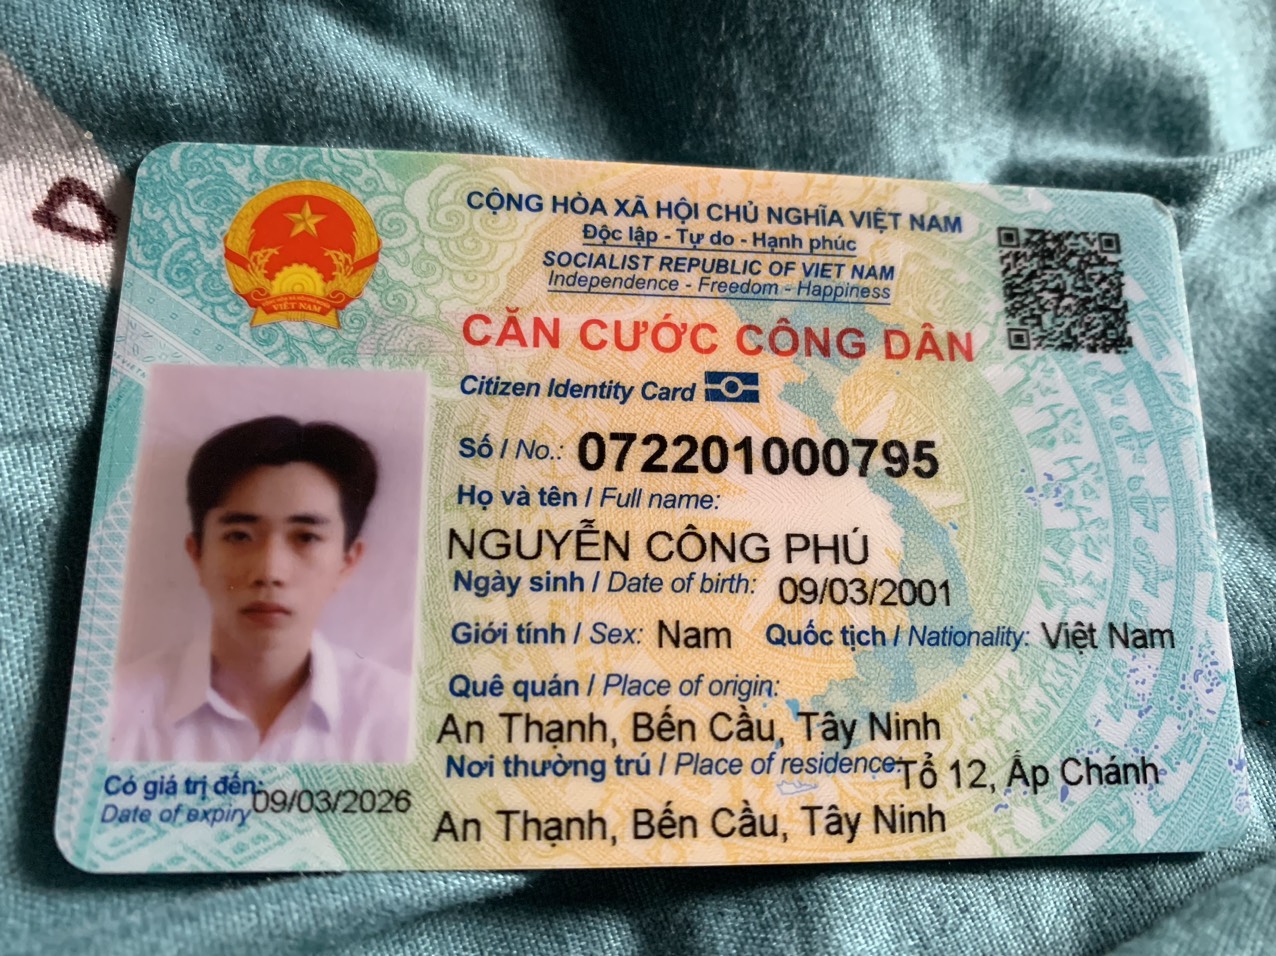 CỘNG HÒA XÃ HỘI CHỦ NGHĨA VIỆT NAM
Độc lập - Tự do - Hạnh phúc
SOCIALIST REPUBLIC OF VIET NAM
Independence - Freedom - Happiness
CĂN CƯỚC CÔNG DÂN
Citizen Identity Card
Số / No.: 072201000795
Họ và tên / Full name:
NGUYỄN CÔNG PHÚ
Ngày sinh / Date of birth: 09/03/2001
Giới tính / Sex: Nam Quốc tịch / Nationality: Việt Nam
Quê quán / Place of origin:
An Thạnh, Bến Cầu, Tây Ninh
Nơi thường trú / Place of residence: Tổ 12, Ấp Chánh
An Thạnh, Bến Cầu, Tây Ninh
Có giá trị đến: 09/03/2026
Date of expiry
VIỆT NAM